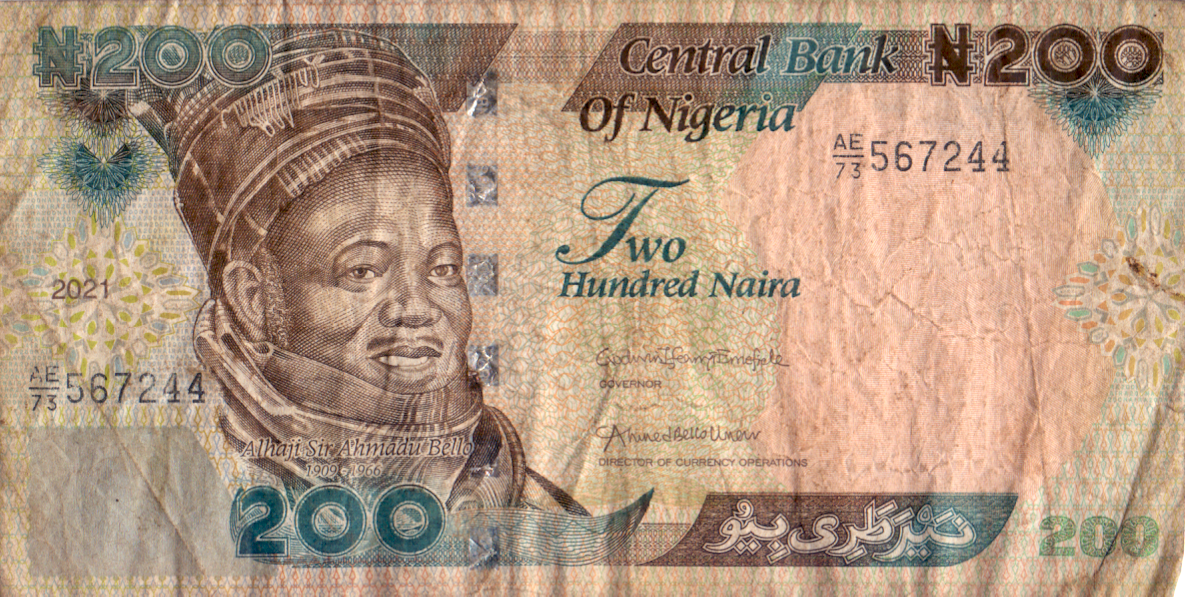 ₦200
Central Bank
Of Nigeria
₦200
AE/73 567244
Two
Hundred Naira
2021
AE/73 567244
Godwin Ifeanyi Emefiele
GOVERNOR
Ahmed Bello Umar
DIRECTOR OF CURRENCY OPERATIONS
Alhaji Sir Ahmadu Bello
1909 - 1966
200
نَيْرَ طَرِى بِيُو
200